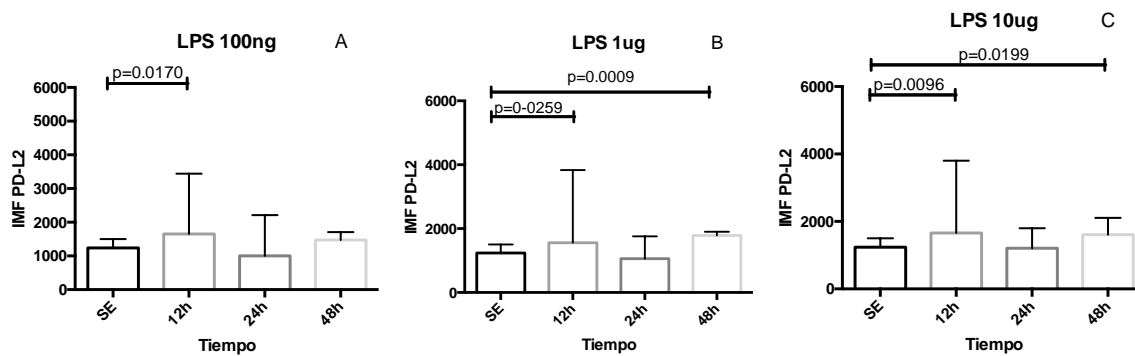 LPS 100ng A
p=0.0170
6000
5000
4000
3000
2000
1000
0
IMF PD-L2
SE 12h 24h 48h
Tiempo
LPS 1ug B
p=0.0009
p=0-0259
6000
4000
2000
0
IMF PD-L2
SE 12h 24h 48h
Tiempo
LPS 10ug C
p=0.0199
p=0.0096
6000
4000
2000
0
IMF PD-L2
SE 12h 24h 48h
Tiempo